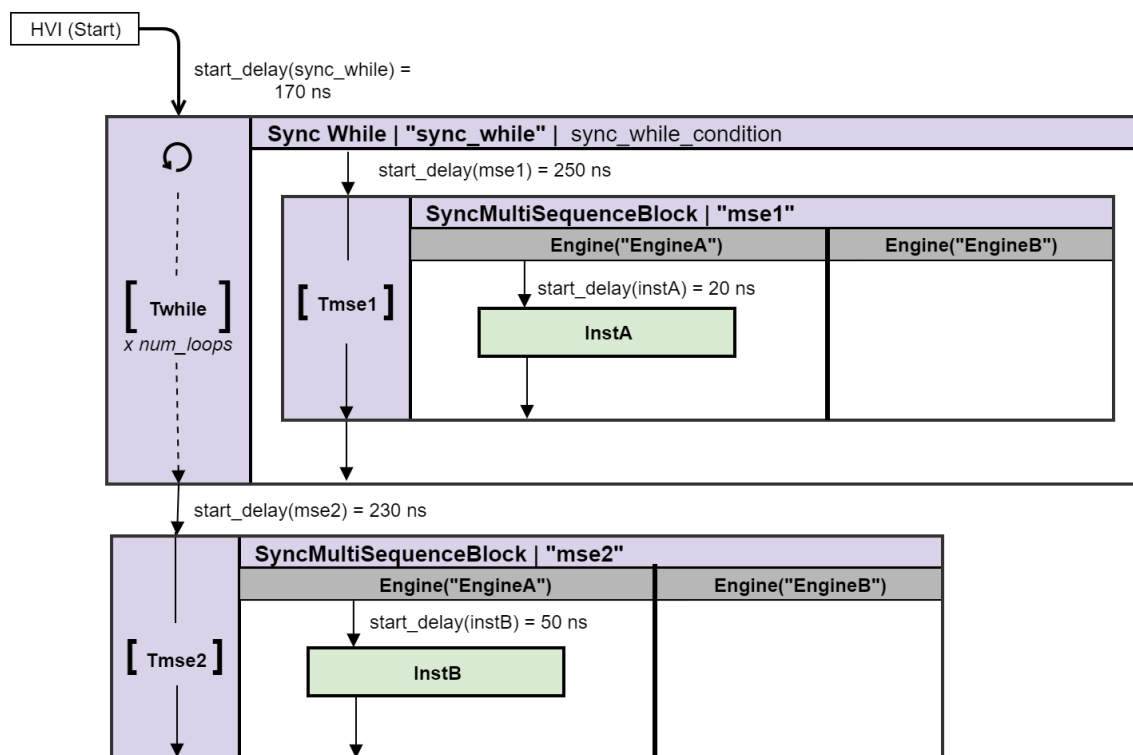 HVI (Start)
start_delay(sync_while) =
170 ns
Sync While | "sync_while" | sync_while_condition
start_delay(mse1) = 250 ns
SyncMultiSequenceBlock | "mse1"
Engine("EngineA")
Engine("EngineB")
start_delay(instA) = 20 ns
[ Tmse1 ]
InstA
[ Twhile ]
x num_loops
start_delay(mse2) = 230 ns
SyncMultiSequenceBlock | "mse2"
Engine("EngineA")
Engine("EngineB")
start_delay(instB) = 50 ns
[ Tmse2 ]
InstB